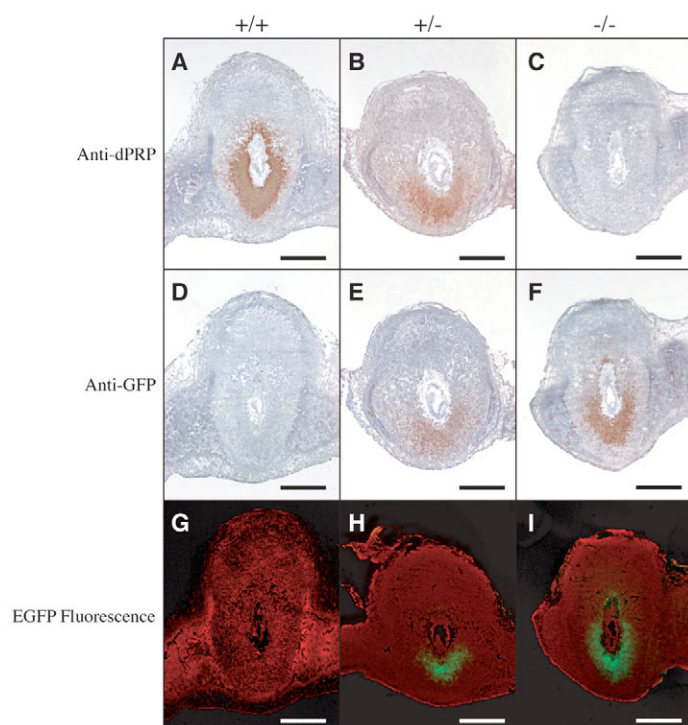 +/+ +/- -/-
Anti-dPRP
A B C
Anti-GFP
D E F
EGFP Fluorescence
G H I